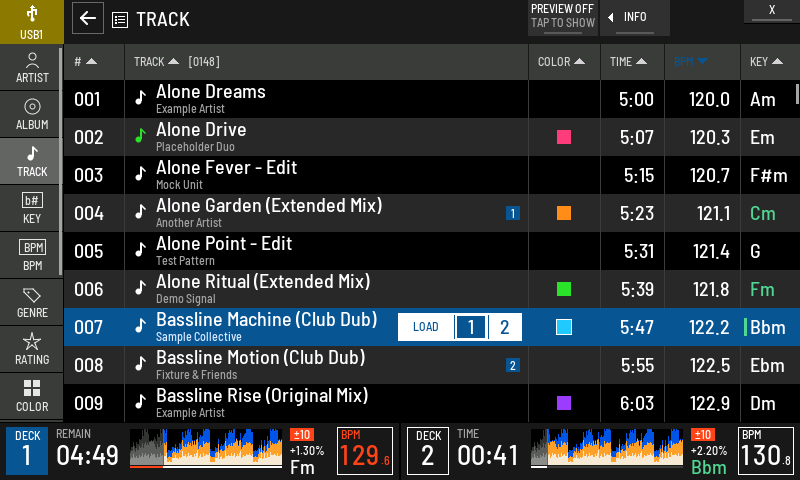 USB1
TRACK
PREVIEW OFF
TAP TO SHOW
INFO
X
# TRACK [0148] COLOR TIME BPM KEY
ARTIST
ALBUM
TRACK
b#
KEY
BPM
BPM
GENRE
RATING
COLOR
001 Alone Dreams 5:00 120.0 Am
Example Artist
002 Alone Drive 5:07 120.3 Em
Placeholder Duo
003 Alone Fever - Edit 5:15 120.7 F#m
Mock Unit
004 Alone Garden (Extended Mix) 1 5:23 121.1 Cm
Another Artist
005 Alone Point - Edit 5:31 121.4 G
Test Pattern
006 Alone Ritual (Extended Mix) 5:39 121.8 Fm
Demo Signal
007 Bassline Machine (Club Dub) LOAD 1 2 5:47 122.2 Bbm
Sample Collective
008 Bassline Motion (Club Dub) 2 5:55 122.5 Ebm
Fixture & Friends
009 Bassline Rise (Original Mix) 6:03 122.9 Dm
Example Artist
DECK
1
REMAIN
04:49
±10
+1.30%
Fm
BPM
129.6
DECK
2
TIME
00:41
±10
+2.20%
Bbm
BPM
130.8